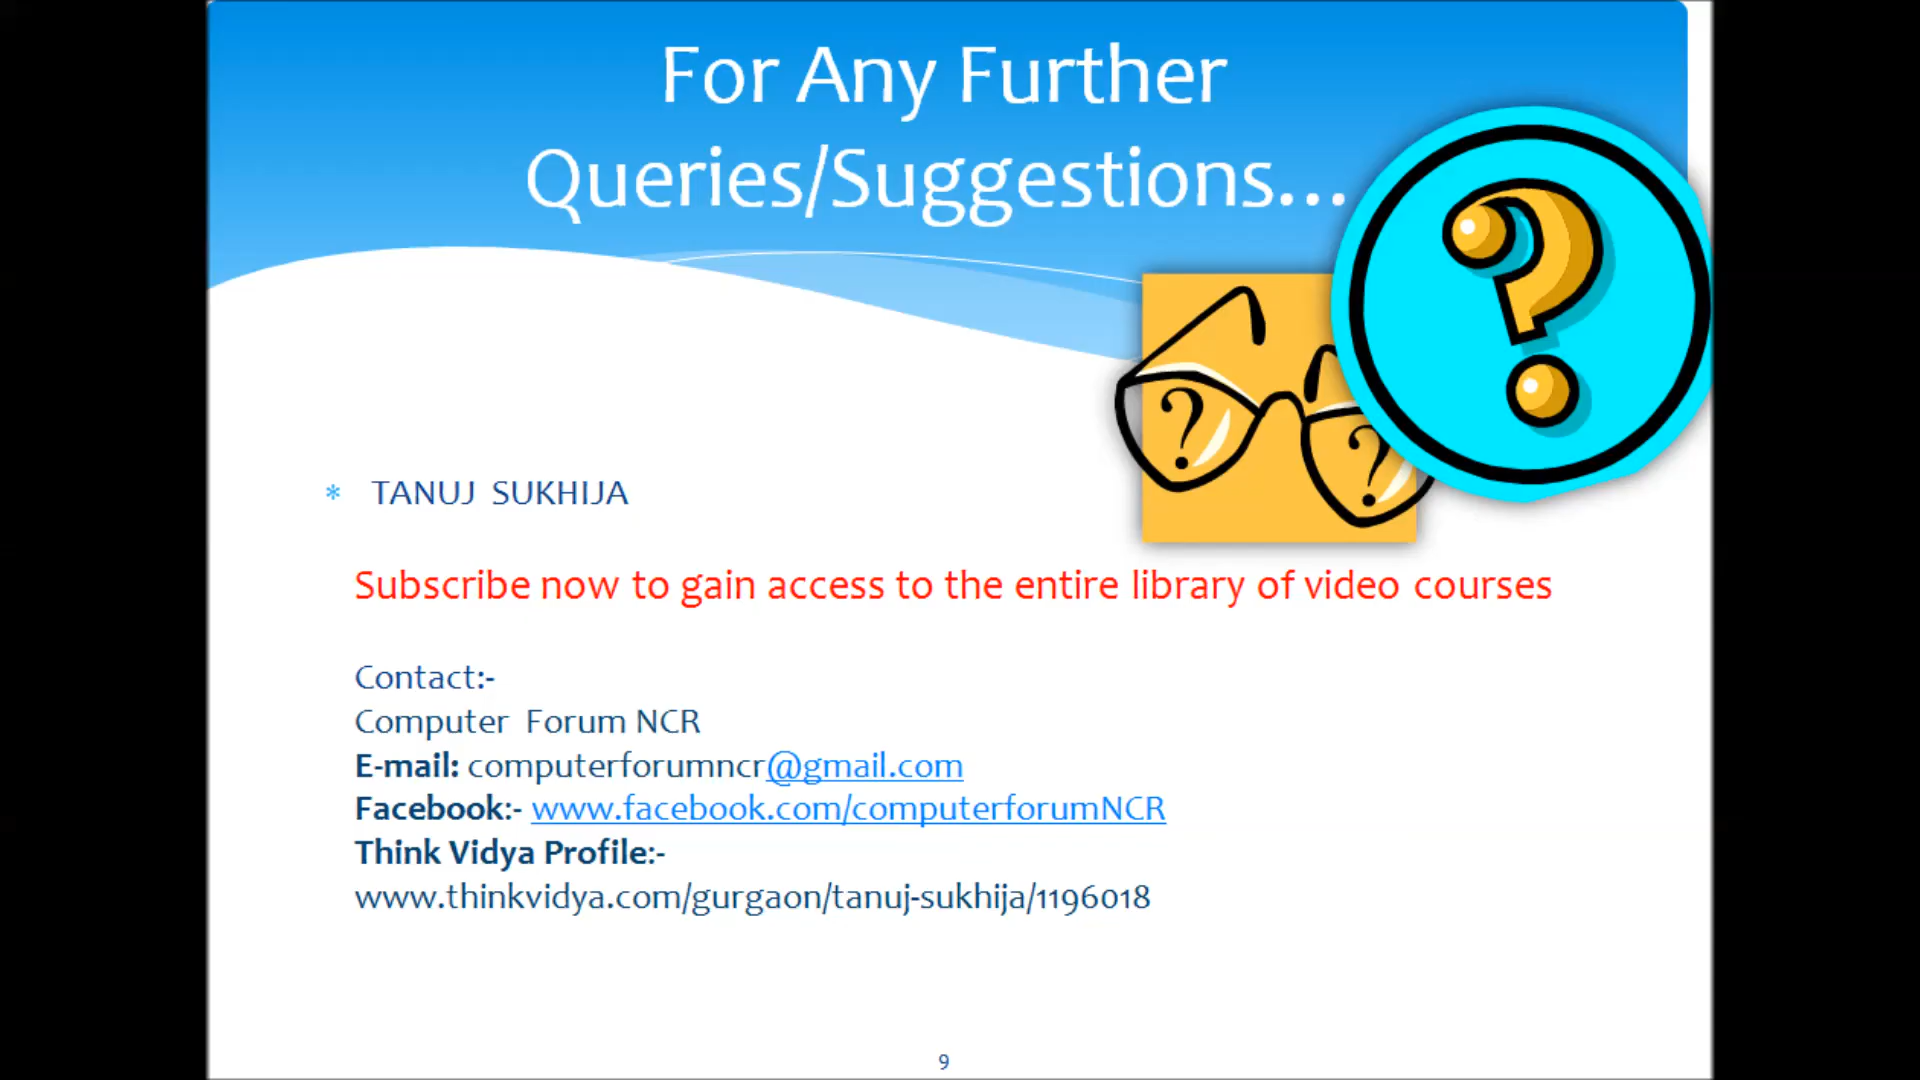 For Any Further
Queries/Suggestions...
?
? ?
* TANUJ SUKHIJA
Subscribe now to gain access to the entire library of video courses
Contact:-
Computer Forum NCR
E-mail: computerforumncr@gmail.com
Facebook:- www.facebook.com/computerforumNCR
Think Vidya Profile:-
www.thinkvidya.com/gurgaon/tanuj-sukhija/1196018
9